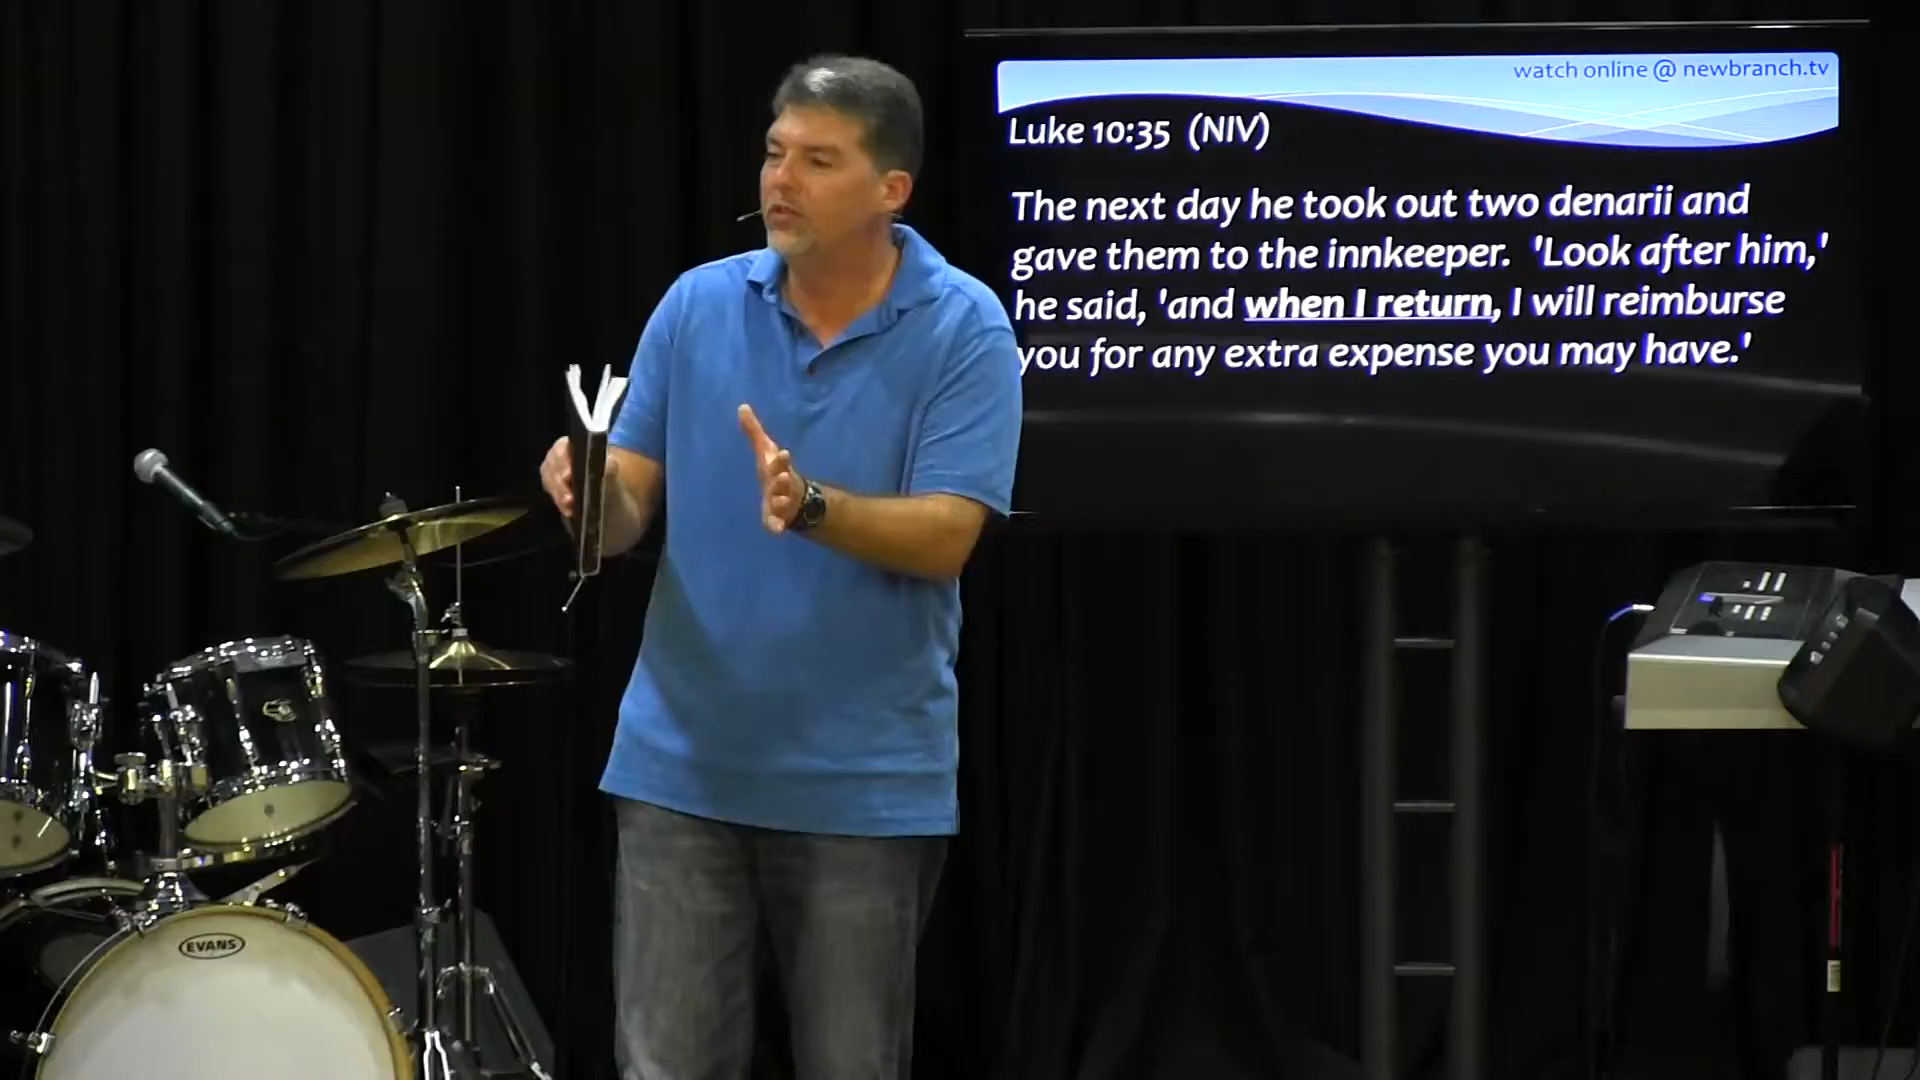 watch online @ newbranch.tv
Luke 10:35 (NIV)
The next day he took out two denarii and
gave them to the innkeeper. 'Look after him,'
he said, 'and when I return, I will reimburse
you for any extra expense you may have.'
EVANS